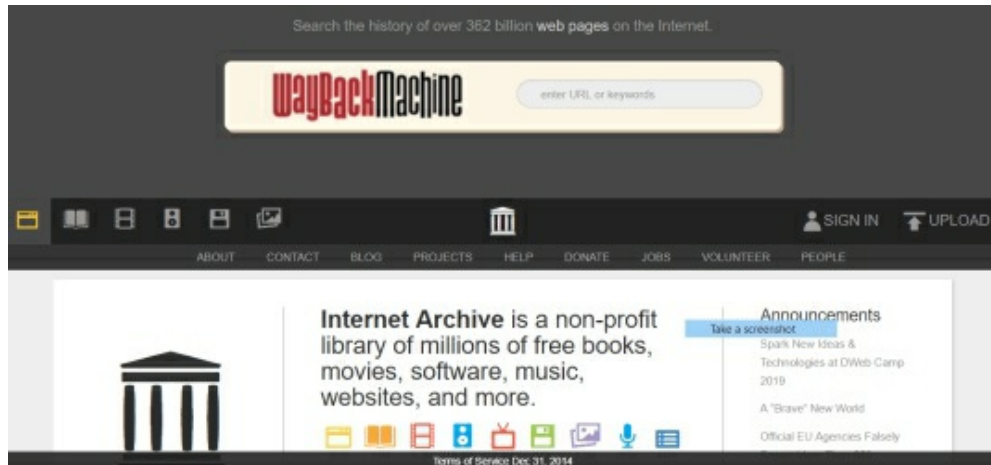 Search the history of over 362 billion web pages on the Internet.
WayBackMachine
enter URL or keywords
SIGN IN
UPLOAD
ABOUT CONTACT BLOG PROJECTS HELP DONATE JOBS VOLUNTEER PEOPLE
Internet Archive is a non-profit
library of millions of free books,
movies, software, music,
websites, and more.
Announcements
Take a screenshot
Spark New Ideas &
Technologies at DWeb Camp
2019
A "Brave" New World
Official EU Agencies Falsely
Terms of Service Dec 31, 2014